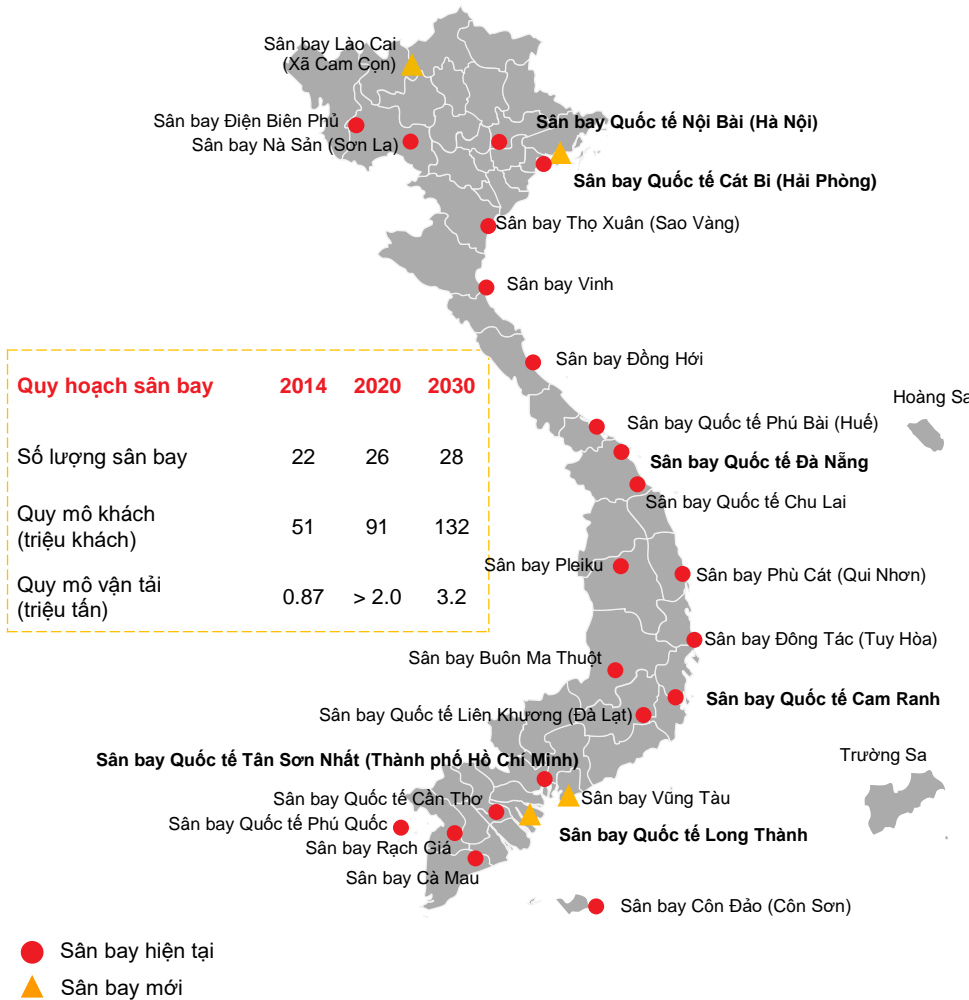 Sân bay Lào Cai
(Xã Cam Cọn)
Sân bay Điện Biên Phủ
Sân bay Nà Sản (Sơn La)
Sân bay Quốc tế Nội Bài (Hà Nội)
Sân bay Quốc tế Cát Bi (Hải Phòng)
Sân bay Thọ Xuân (Sao Vàng)
Sân bay Vinh
Sân bay Đồng Hới
Quy hoạch sân bay 2014 2020 2030
Số lượng sân bay 22 26 28
Quy mô khách
(triệu khách) 51 91 132
Quy mô vận tải
(triệu tấn) 0.87 > 2.0 3.2
Hoàng Sa
Sân bay Quốc tế Phú Bài (Huế)
Sân bay Quốc tế Đà Nẵng
Sân bay Quốc tế Chu Lai
Sân bay Pleiku
Sân bay Phù Cát (Qui Nhơn)
Sân bay Đông Tác (Tuy Hòa)
Sân bay Buôn Ma Thuột
Sân bay Quốc tế Cam Ranh
Sân bay Quốc tế Liên Khương (Đà Lạt)
Trường Sa
Sân bay Quốc tế Tân Sơn Nhất (Thành phố Hồ Chí Minh)
Sân bay Quốc tế Cần Thơ
Sân bay Vũng Tàu
Sân bay Quốc tế Phú Quốc
Sân bay Quốc tế Long Thành
Sân bay Rạch Giá
Sân bay Cà Mau
Sân bay Côn Đảo (Côn Sơn)
Sân bay hiện tại
Sân bay mới